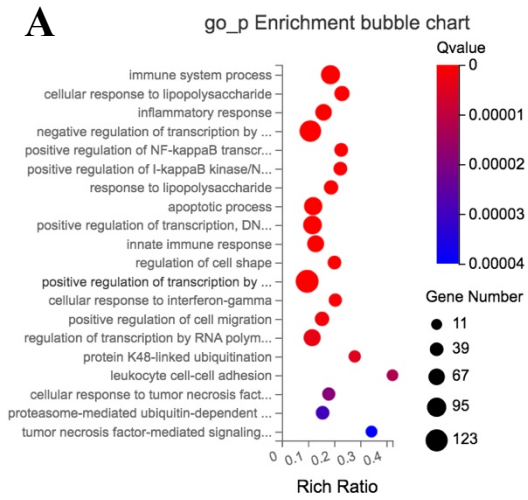 A
go_p Enrichment bubble chart
immune system process
cellular response to lipopolysaccharide
inflammatory response
negative regulation of transcription by ...
positive regulation of NF-kappaB transcr...
positive regulation of I-kappaB kinase/N...
response to lipopolysaccharide
apoptotic process
positive regulation of transcription, DN...
innate immune response
regulation of cell shape
positive regulation of transcription by ...
cellular response to interferon-gamma
positive regulation of cell migration
regulation of transcription by RNA polym...
protein K48-linked ubiquitination
leukocyte cell-cell adhesion
cellular response to tumor necrosis fact...
proteasome-mediated ubiquitin-dependent ...
tumor necrosis factor-mediated signaling...
0 0.1 0.2 0.3 0.4
Rich Ratio
Qvalue
0
0.00001
0.00002
0.00003
0.00004
Gene Number
11
39
67
95
123